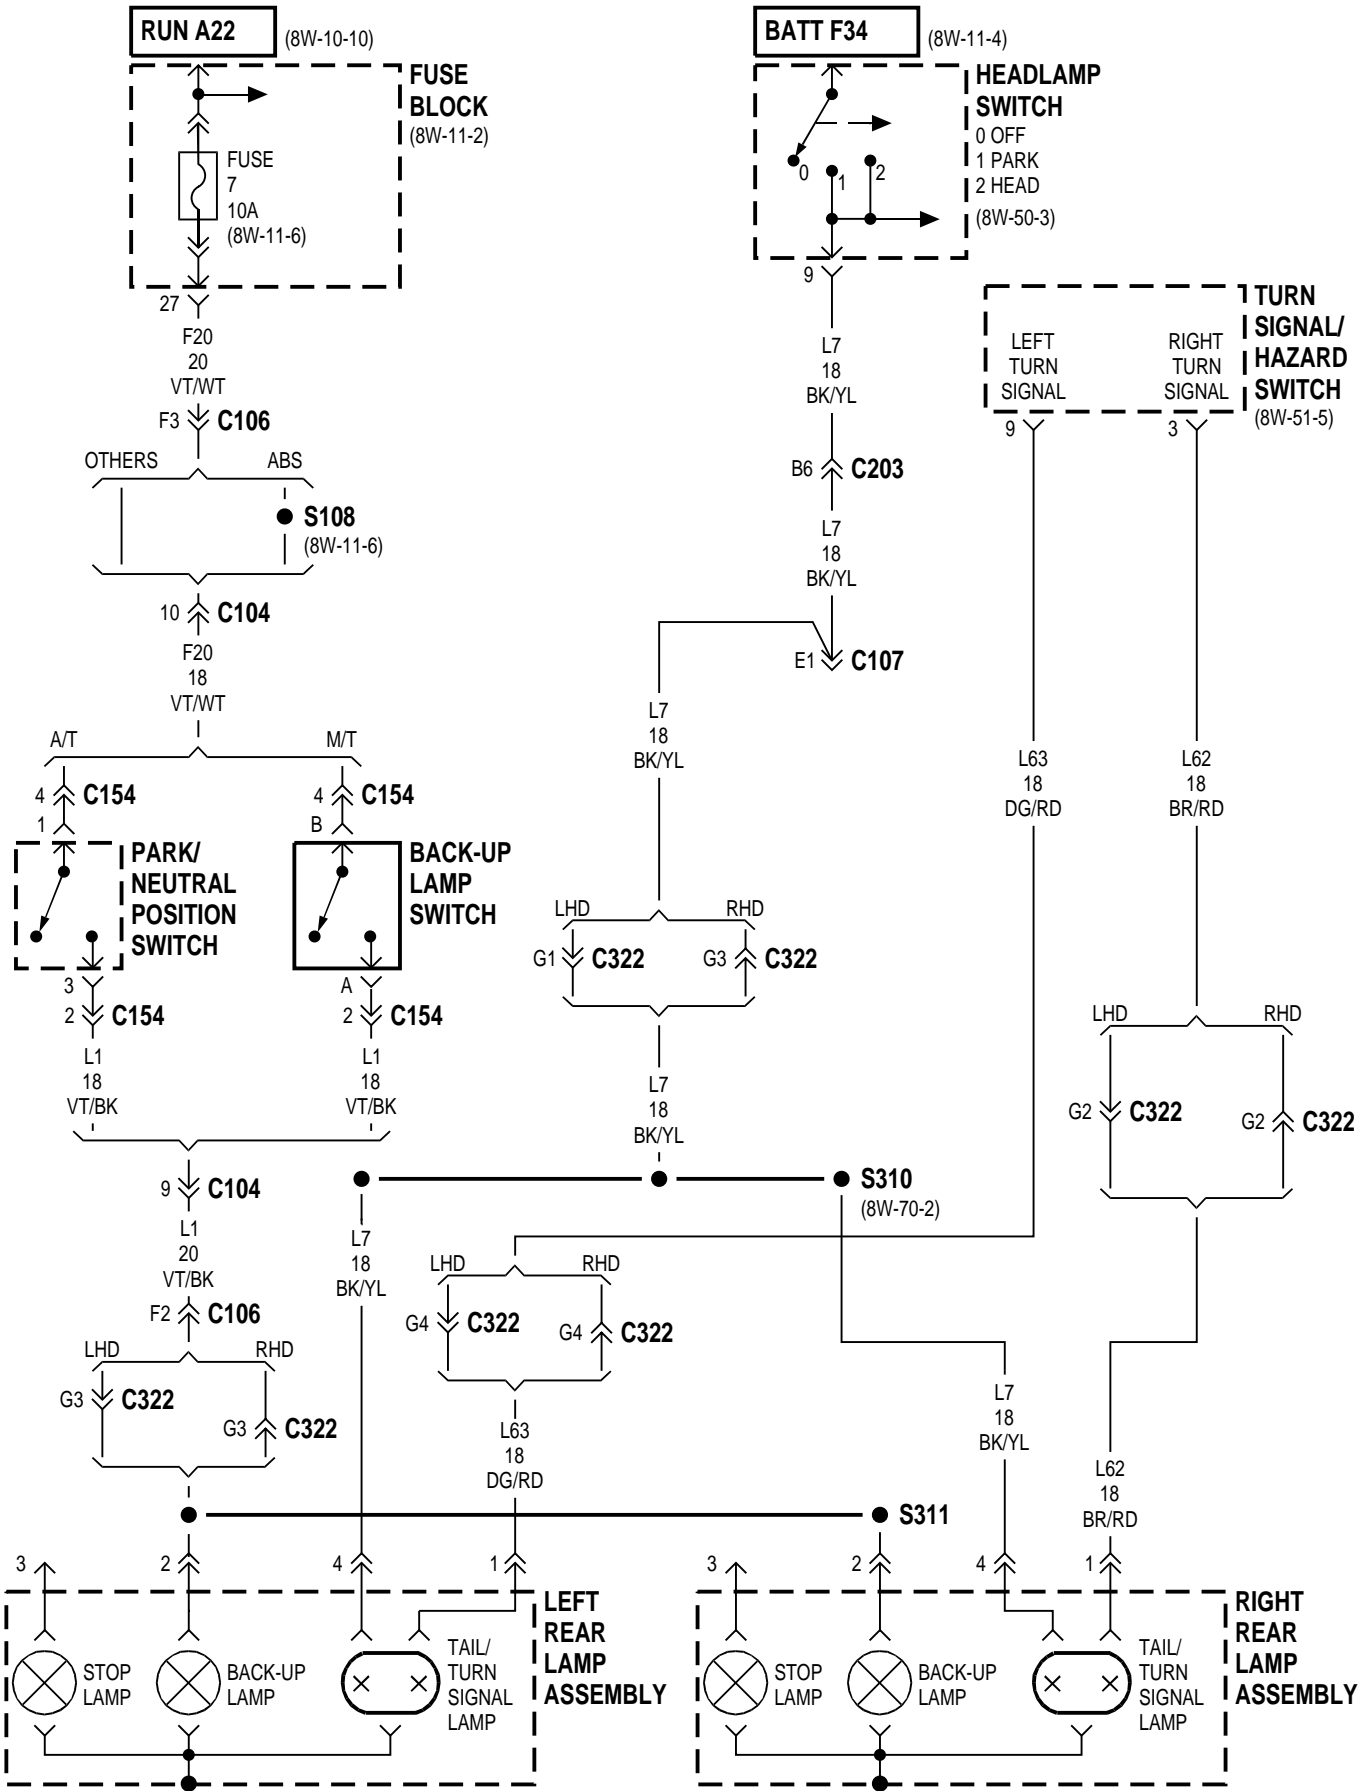 RUN A22
(8W-10-10)
BATT F34
(8W-11-4)
FUSE
BLOCK
(8W-11-2)
FUSE
7
10A
(8W-11-6)
27
F20
20
VT/WT
F3
C106
OTHERS
ABS
S108
(8W-11-6)
10
C104
F20
18
VT/WT
A/T
M/T
4
C154
1
4
C154
B
PARK/
NEUTRAL
POSITION
SWITCH
BACK-UP
LAMP
SWITCH
3
2
C154
A
2
C154
L1
18
VT/BK
L1
18
VT/BK
9
C104
L1
20
VT/BK
F2
C106
LHD
RHD
G3
C322
G3
C322
HEADLAMP
SWITCH
0 OFF
1 PARK
2 HEAD
(8W-50-3)
0
1
2
9
L7
18
BK/YL
B6
C203
L7
18
BK/YL
E1
C107
L7
18
BK/YL
LHD
RHD
G1
C322
G3
C322
L7
18
BK/YL
S310
(8W-70-2)
L7
18
BK/YL
TURN
SIGNAL/
HAZARD
SWITCH
(8W-51-5)
LEFT
TURN
SIGNAL
RIGHT
TURN
SIGNAL
9
3
L63
18
DG/RD
L62
18
BR/RD
LHD
RHD
G2
C322
G2
C322
LHD
RHD
G4
C322
G4
C322
L63
18
DG/RD
L7
18
BK/YL
L62
18
BR/RD
S311
3
2
4
1
3
2
4
1
LEFT
REAR
LAMP
ASSEMBLY
STOP
LAMP
BACK-UP
LAMP
TAIL/
TURN
SIGNAL
LAMP
RIGHT
REAR
LAMP
ASSEMBLY
STOP
LAMP
BACK-UP
LAMP
TAIL/
TURN
SIGNAL
LAMP